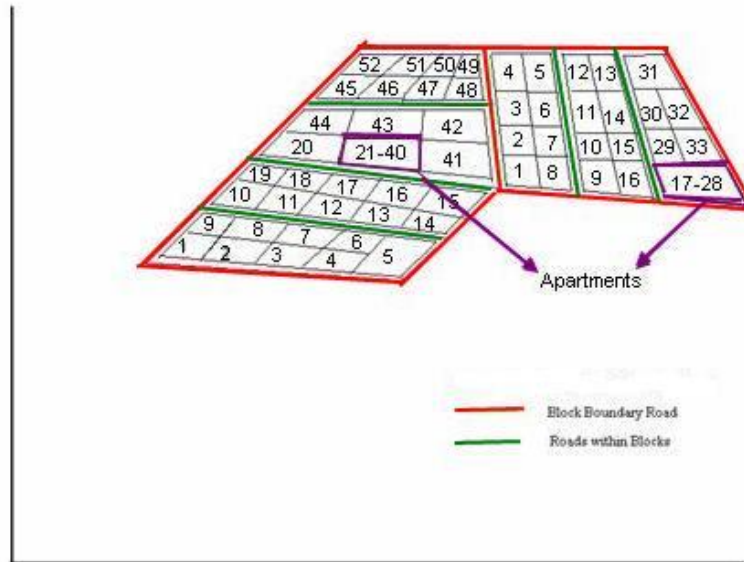 52 51 50 49
45 46 47 48
44 43 42
20 21-40 41
19 18 17 16 15
10 11 12 13 14
9 8 7 6
1 2 3 4 5
4 5
3 6
2 7
1 8
12 13
11 14
10 15
9 16
31
30 32
29 33
17-28
Apartments
Block Boundary Road
Roads within Blocks